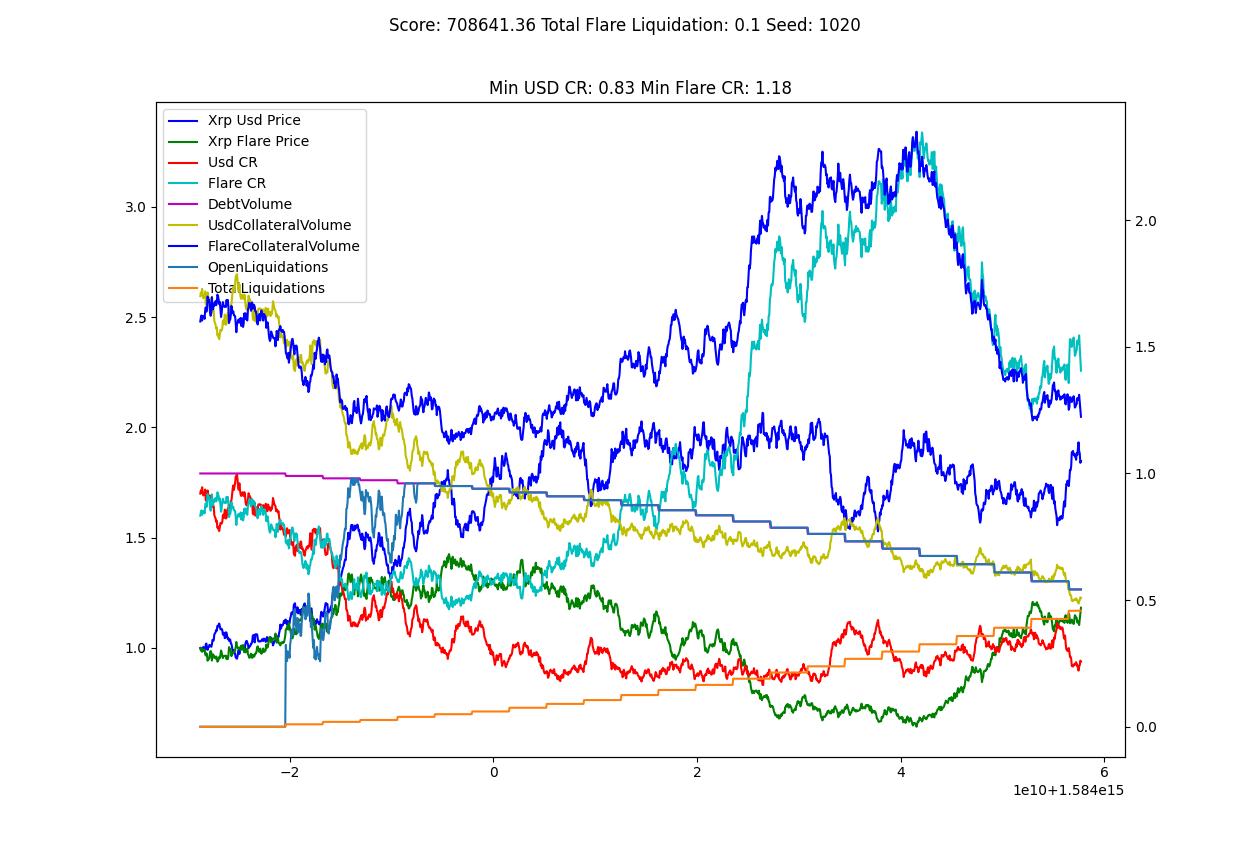 Score: 708641.36 Total Flare Liquidation: 0.1 Seed: 1020
Min USD CR: 0.83 Min Flare CR: 1.18
Xrp Usd Price
Xrp Flare Price
Usd CR
Flare CR
DebtVolume
UsdCollateralVolume
FlareCollateralVolume
OpenLiquidations
TotalLiquidations
3.0
2.5
2.0
1.5
1.0
2.0
1.5
1.0
0.5
0.0
−2 0 2 4 6
1e10+1.584e15